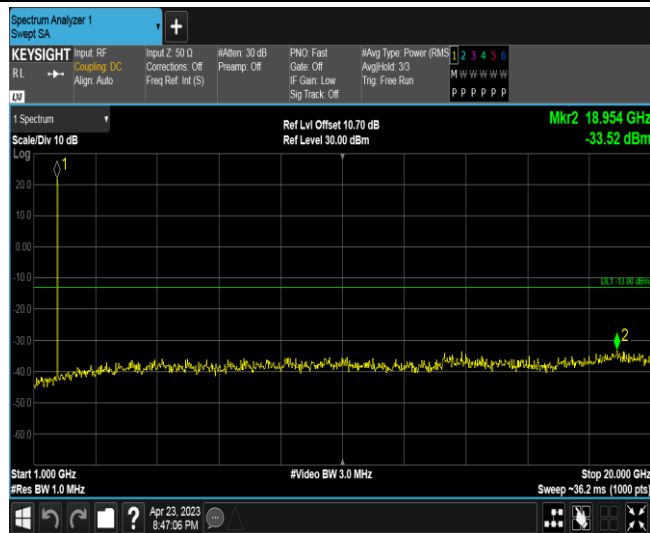 Spectrum Analyzer 1
Swept SA
KEYSIGHT
RL
Input: RF
Coupling: DC
Align: Auto
Input Z: 50 Ω
Corrections: Off
Freq Ref: Int (S)
#Atten: 30 dB
Preamp: Off
PNO: Fast
Gate: Off
IF Gain: Low
Sig Track: Off
#Avg Type: Power (RMS
Avg|Hold: 3/3
Trig: Free Run
1 2 3 4 5 6
M W W W W W
P P P P P P
LXI
1 Spectrum
Scale/Div 10 dB
Log
Ref Lvl Offset 10.70 dB
Ref Level 30.00 dBm
Mkr2 18.954 GHz
-33.52 dBm
1
20.0
10.0
0.00
-10.0
DL1 -13.00 dBm
-20.0
-30.0
2
-40.0
-50.0
-60.0
Start 1.000 GHz
#Res BW 1.0 MHz
#Video BW 3.0 MHz
Stop 20.000 GHz
Sweep ~36.2 ms (1000 pts)
?
Apr 23, 2023
8:47:06 PM